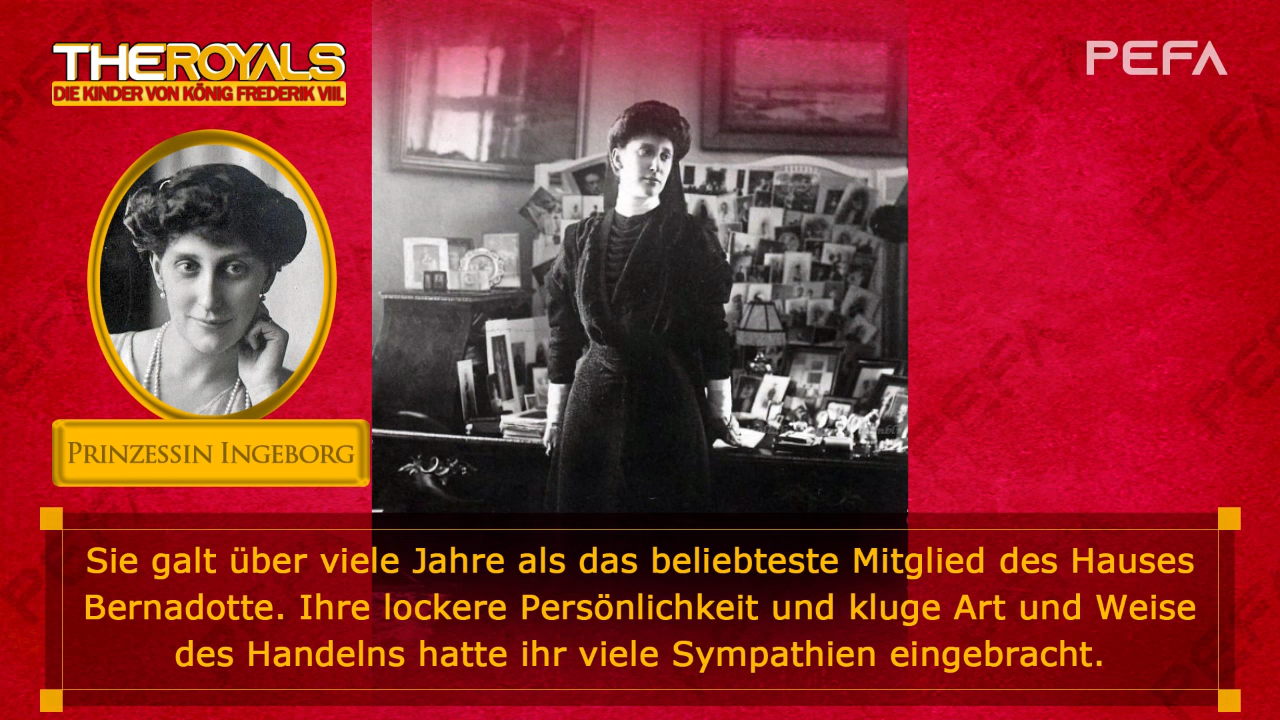 THEROYALS
DIE KINDER VON KÖNIG FREDERIK VIII.
PEFA
PRINZESSIN INGEBORG
Sie galt über viele Jahre als das beliebteste Mitglied des Hauses
Bernadotte. Ihre lockere Persönlichkeit und kluge Art und Weise
des Handelns hatte ihr viele Sympathien eingebracht.